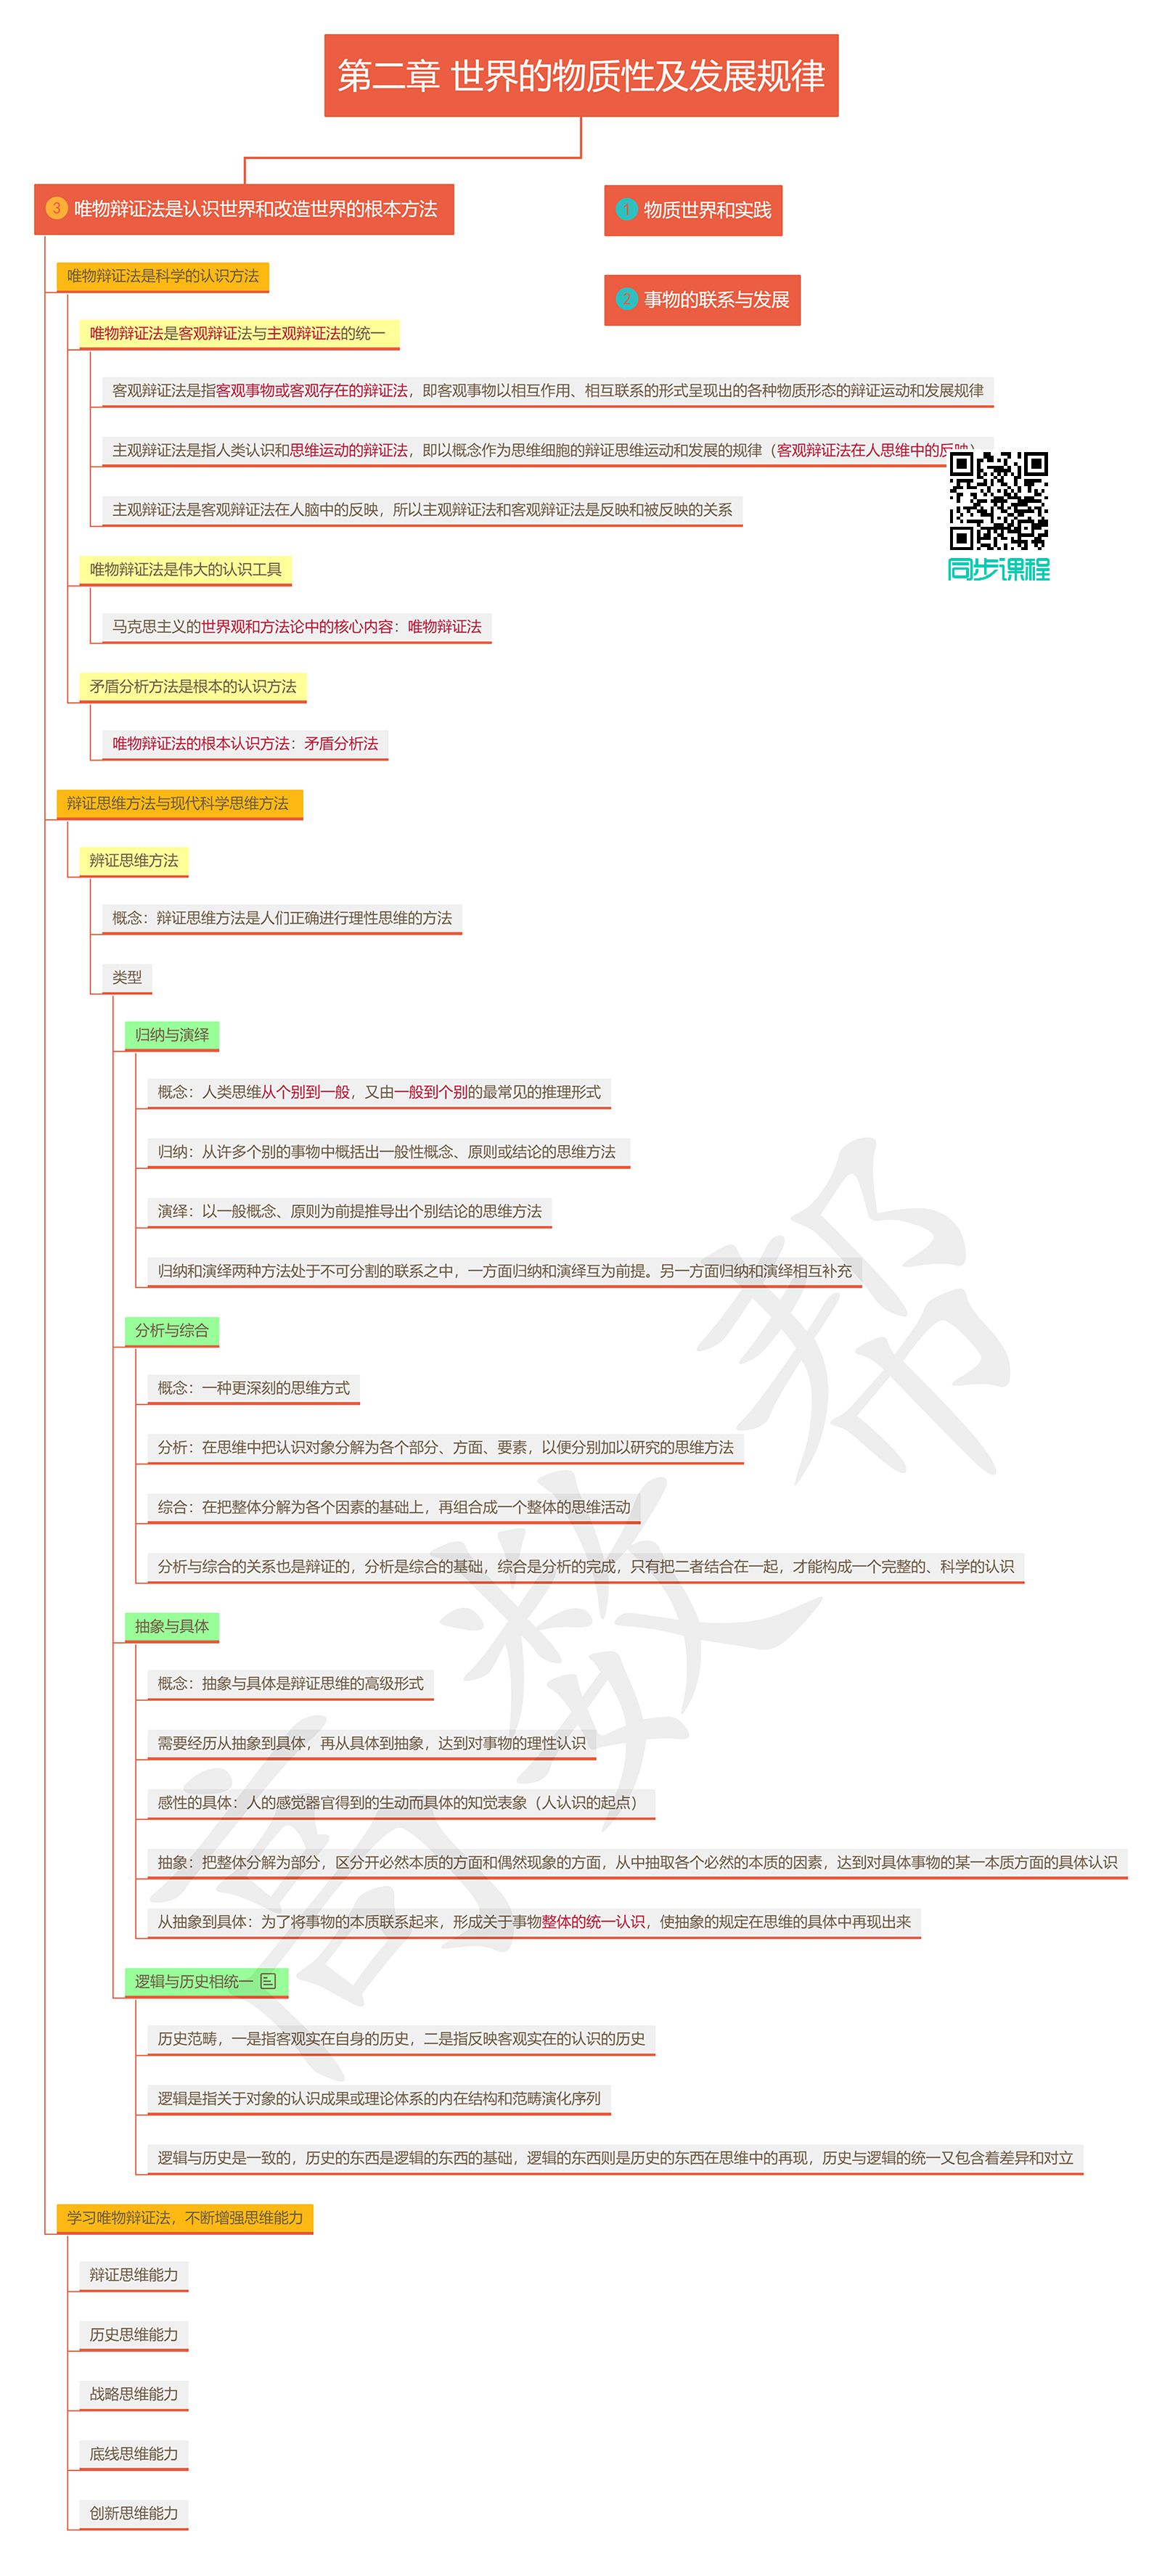 第二章 世界的物质性及发展规律
3 唯物辩证法是认识世界和改造世界的根本方法
1 物质世界和实践
2 事物的联系与发展
唯物辩证法是科学的认识方法
唯物辩证法是客观辩证法与主观辩证法的统一
客观辩证法是指客观事物或客观存在的辩证法，即客观事物以相互作用、相互联系的形式呈现出的各种物质形态的辩证运动和发展规律
主观辩证法是指人类认识和思维运动的辩证法，即以概念作为思维细胞的辩证思维运动和发展的规律（客观辩证法在人思维中的反映）
主观辩证法是客观辩证法在人脑中的反映，所以主观辩证法和客观辩证法是反映和被反映的关系
同步课程
唯物辩证法是伟大的认识工具
马克思主义的世界观和方法论中的核心内容：唯物辩证法
矛盾分析方法是根本的认识方法
唯物辩证法的根本认识方法：矛盾分析法
辩证思维方法与现代科学思维方法
辨证思维方法
概念：辩证思维方法是人们正确进行理性思维的方法
类型
归纳与演绎
概念：人类思维从个别到一般，又由一般到个别的最常见的推理形式
归纳：从许多个别的事物中概括出一般性概念、原则或结论的思维方法
演绎：以一般概念、原则为前提推导出个别结论的思维方法
归纳和演绎两种方法处于不可分割的联系之中，一方面归纳和演绎互为前提。另一方面归纳和演绎相互补充
分析与综合
概念：一种更深刻的思维方式
分析：在思维中把认识对象分解为各个部分、方面、要素，以便分别加以研究的思维方法
综合：在把整体分解为各个因素的基础上，再组合成一个整体的思维活动
分析与综合的关系也是辩证的，分析是综合的基础，综合是分析的完成，只有把二者结合在一起，才能构成一个完整的、科学的认识
抽象与具体
概念：抽象与具体是辩证思维的高级形式
需要经历从抽象到具体，再从具体到抽象，达到对事物的理性认识
感性的具体：人的感觉器官得到的生动而具体的知觉表象（人认识的起点）
抽象：把整体分解为部分，区分开必然本质的方面和偶然现象的方面，从中抽取各个必然的本质的因素，达到对具体事物的某一本质方面的具体认识
从抽象到具体：为了将事物的本质联系起来，形成关于事物整体的统一认识，使抽象的规定在思维的具体中再现出来
逻辑与历史相统一
历史范畴，一是指客观实在自身的历史，二是指反映客观实在的认识的历史
逻辑是指关于对象的认识成果或理论体系的内在结构和范畴演化序列
逻辑与历史是一致的，历史的东西是逻辑的东西的基础，逻辑的东西则是历史的东西在思维中的再现，历史与逻辑的统一又包含着差异和对立
学习唯物辩证法，不断增强思维能力
辩证思维能力
历史思维能力
战略思维能力
底线思维能力
创新思维能力
高数帮